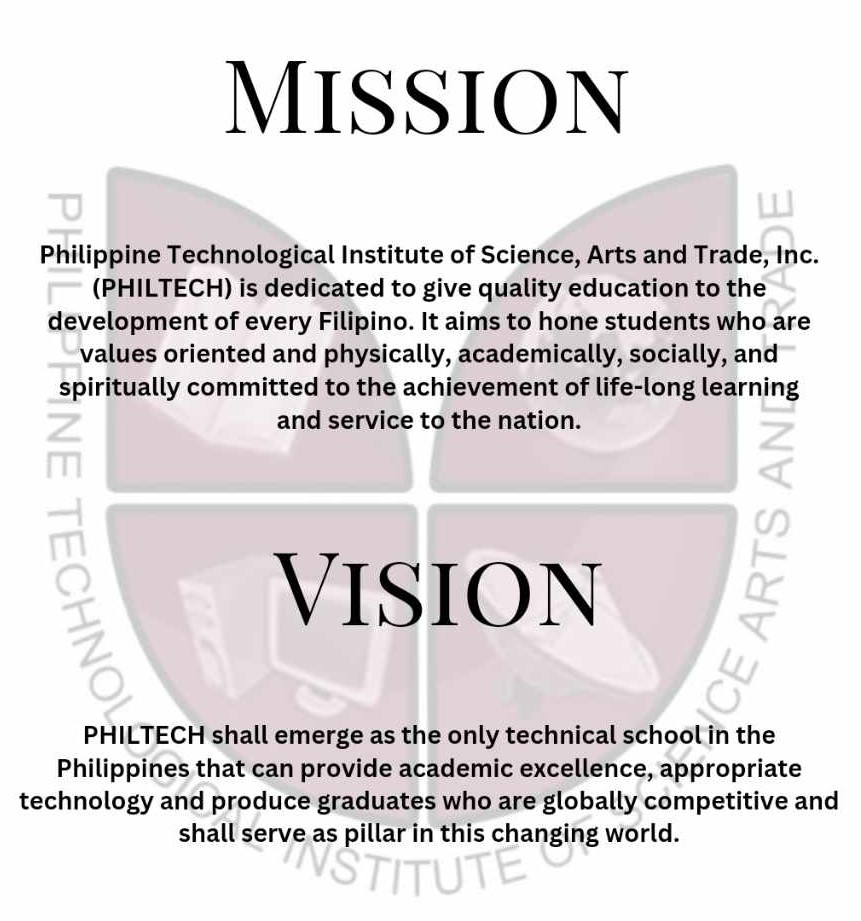 MISSION
Philippine Technological Institute of Science, Arts and Trade, Inc.
(PHILTECH) is dedicated to give quality education to the
development of every Filipino. It aims to hone students who are
values oriented and physically, academically, socially, and
spiritually committed to the achievement of life-long learning
and service to the nation.
VISION
PHILTECH shall emerge as the only technical school in the
Philippines that can provide academic excellence, appropriate
technology and produce graduates who are globally competitive and
shall serve as pillar in this changing world.
PHILIPPINE TECHNOLOGICAL INSTITUTE OF SCIENCE ARTS AND TRADE